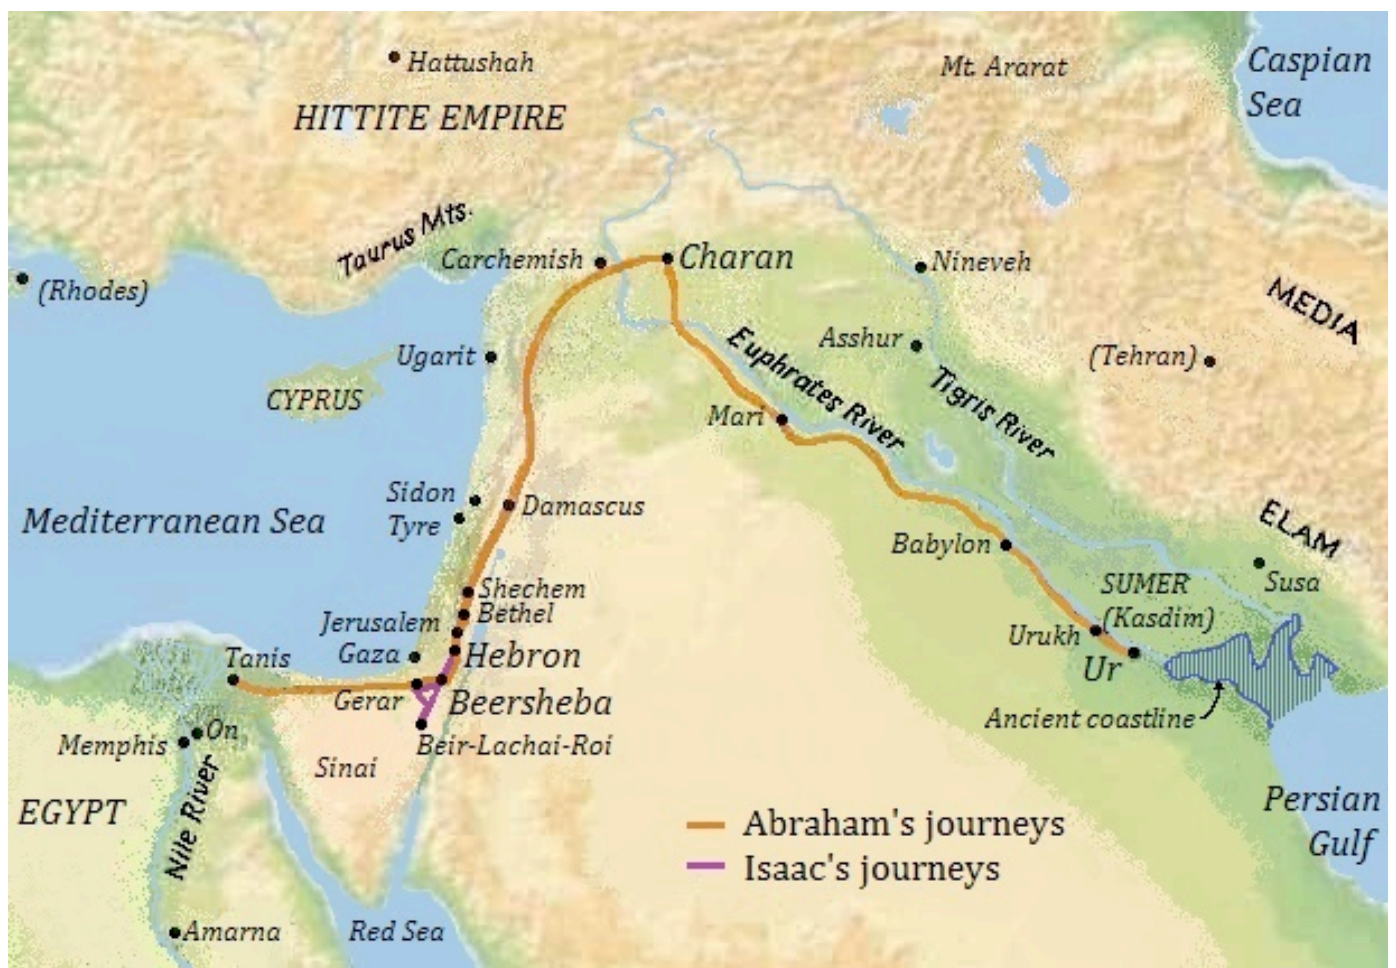 Hattushah
HITTITE EMPIRE
Mt. Ararat
Caspian
Sea
Taurus Mts.
Carchemish
Charan
Nineveh
(Rhodes)
MEDIA
Ugarit
Asshur
(Tehran)
CYPRUS
Euphrates River
Tigris River
Mari
Sidon
Tyre
Damascus
Mediterranean Sea
Babylon
ELAM
Susa
SUMER
(Kasdim)
Shechem
Bethel
Jerusalem
Urukh
Ur
Gaza
Hebron
Tanis
Gerar
Beersheba
Ancient coastline
On
Memphis
Beir-Lachai-Roi
Sinai
EGYPT
Nile River
Persian
Gulf
Abraham's journeys
Isaac's journeys
Amarna
Red Sea